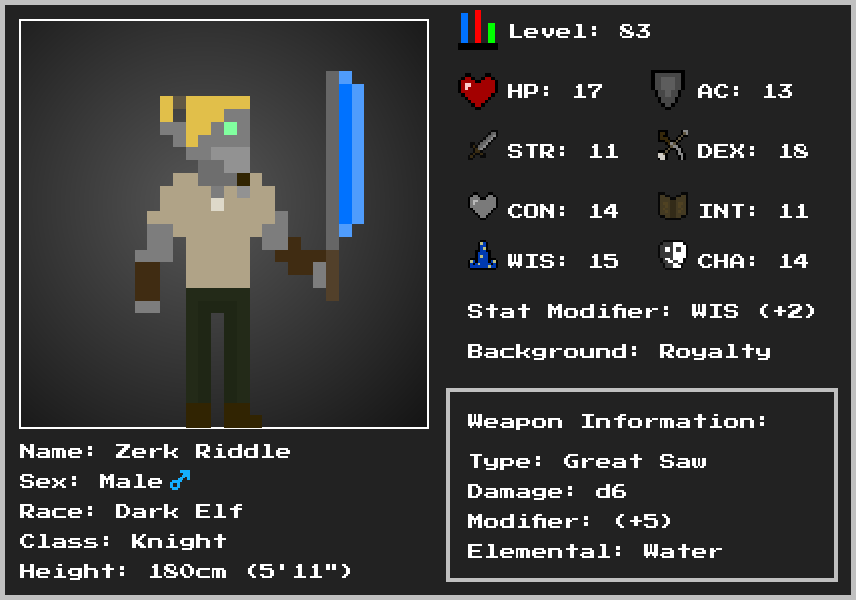 Level: 83
HP: 17
AC: 13
STR: 11
DEX: 18
CON: 14
INT: 11
WIS: 15
CHA: 14
Stat Modifier: WIS (+2)
Background: Royalty
Name: Zerk Riddle
Sex: Male♂
Race: Dark Elf
Class: Knight
Height: 180cm (5'11")
Weapon Information:
Type: Great Saw
Damage: d6
Modifier: (+5)
Elemental: Water